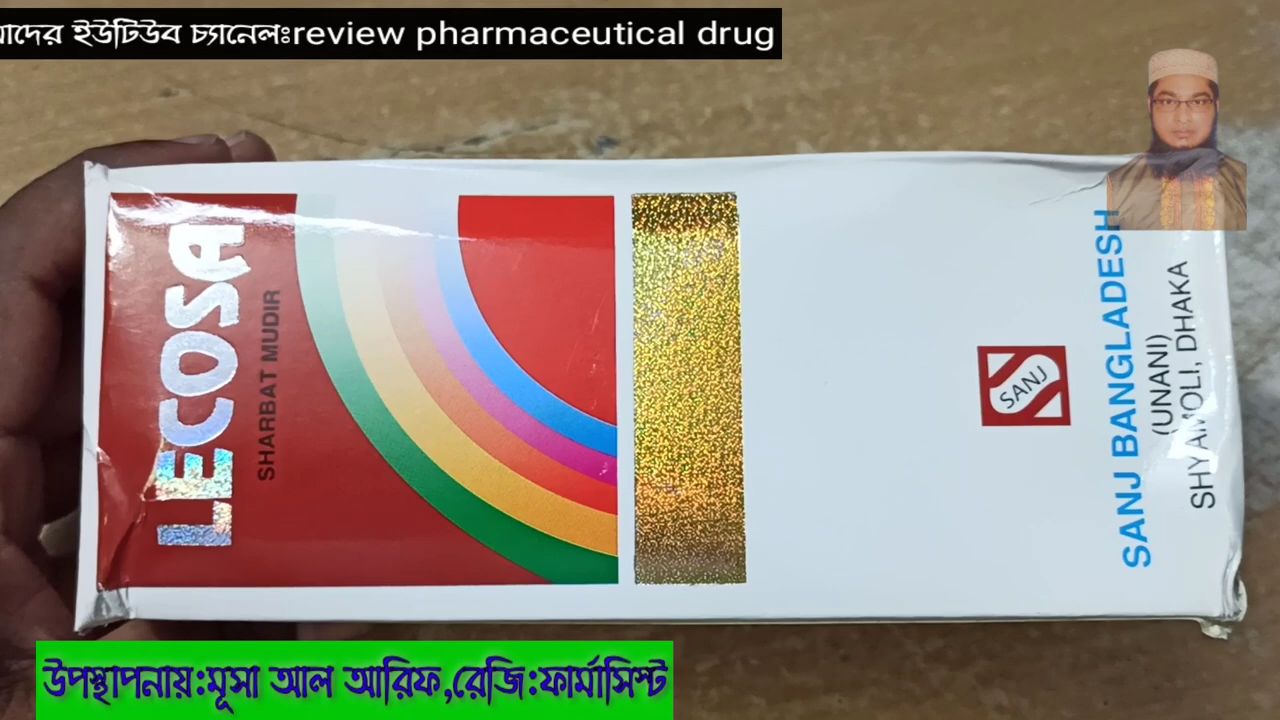 মাদের ইউটিউব চ্যানেলঃreview pharmaceutical drug
LECOSA
SHARBAT MUDIR
SANJ
SANJ BANGLADESH
(UNANI)
SHYAMOLI, DHAKA
উপস্থাপনায়:মূসা আল আরিফ,রেজি:ফার্মাসিস্ট